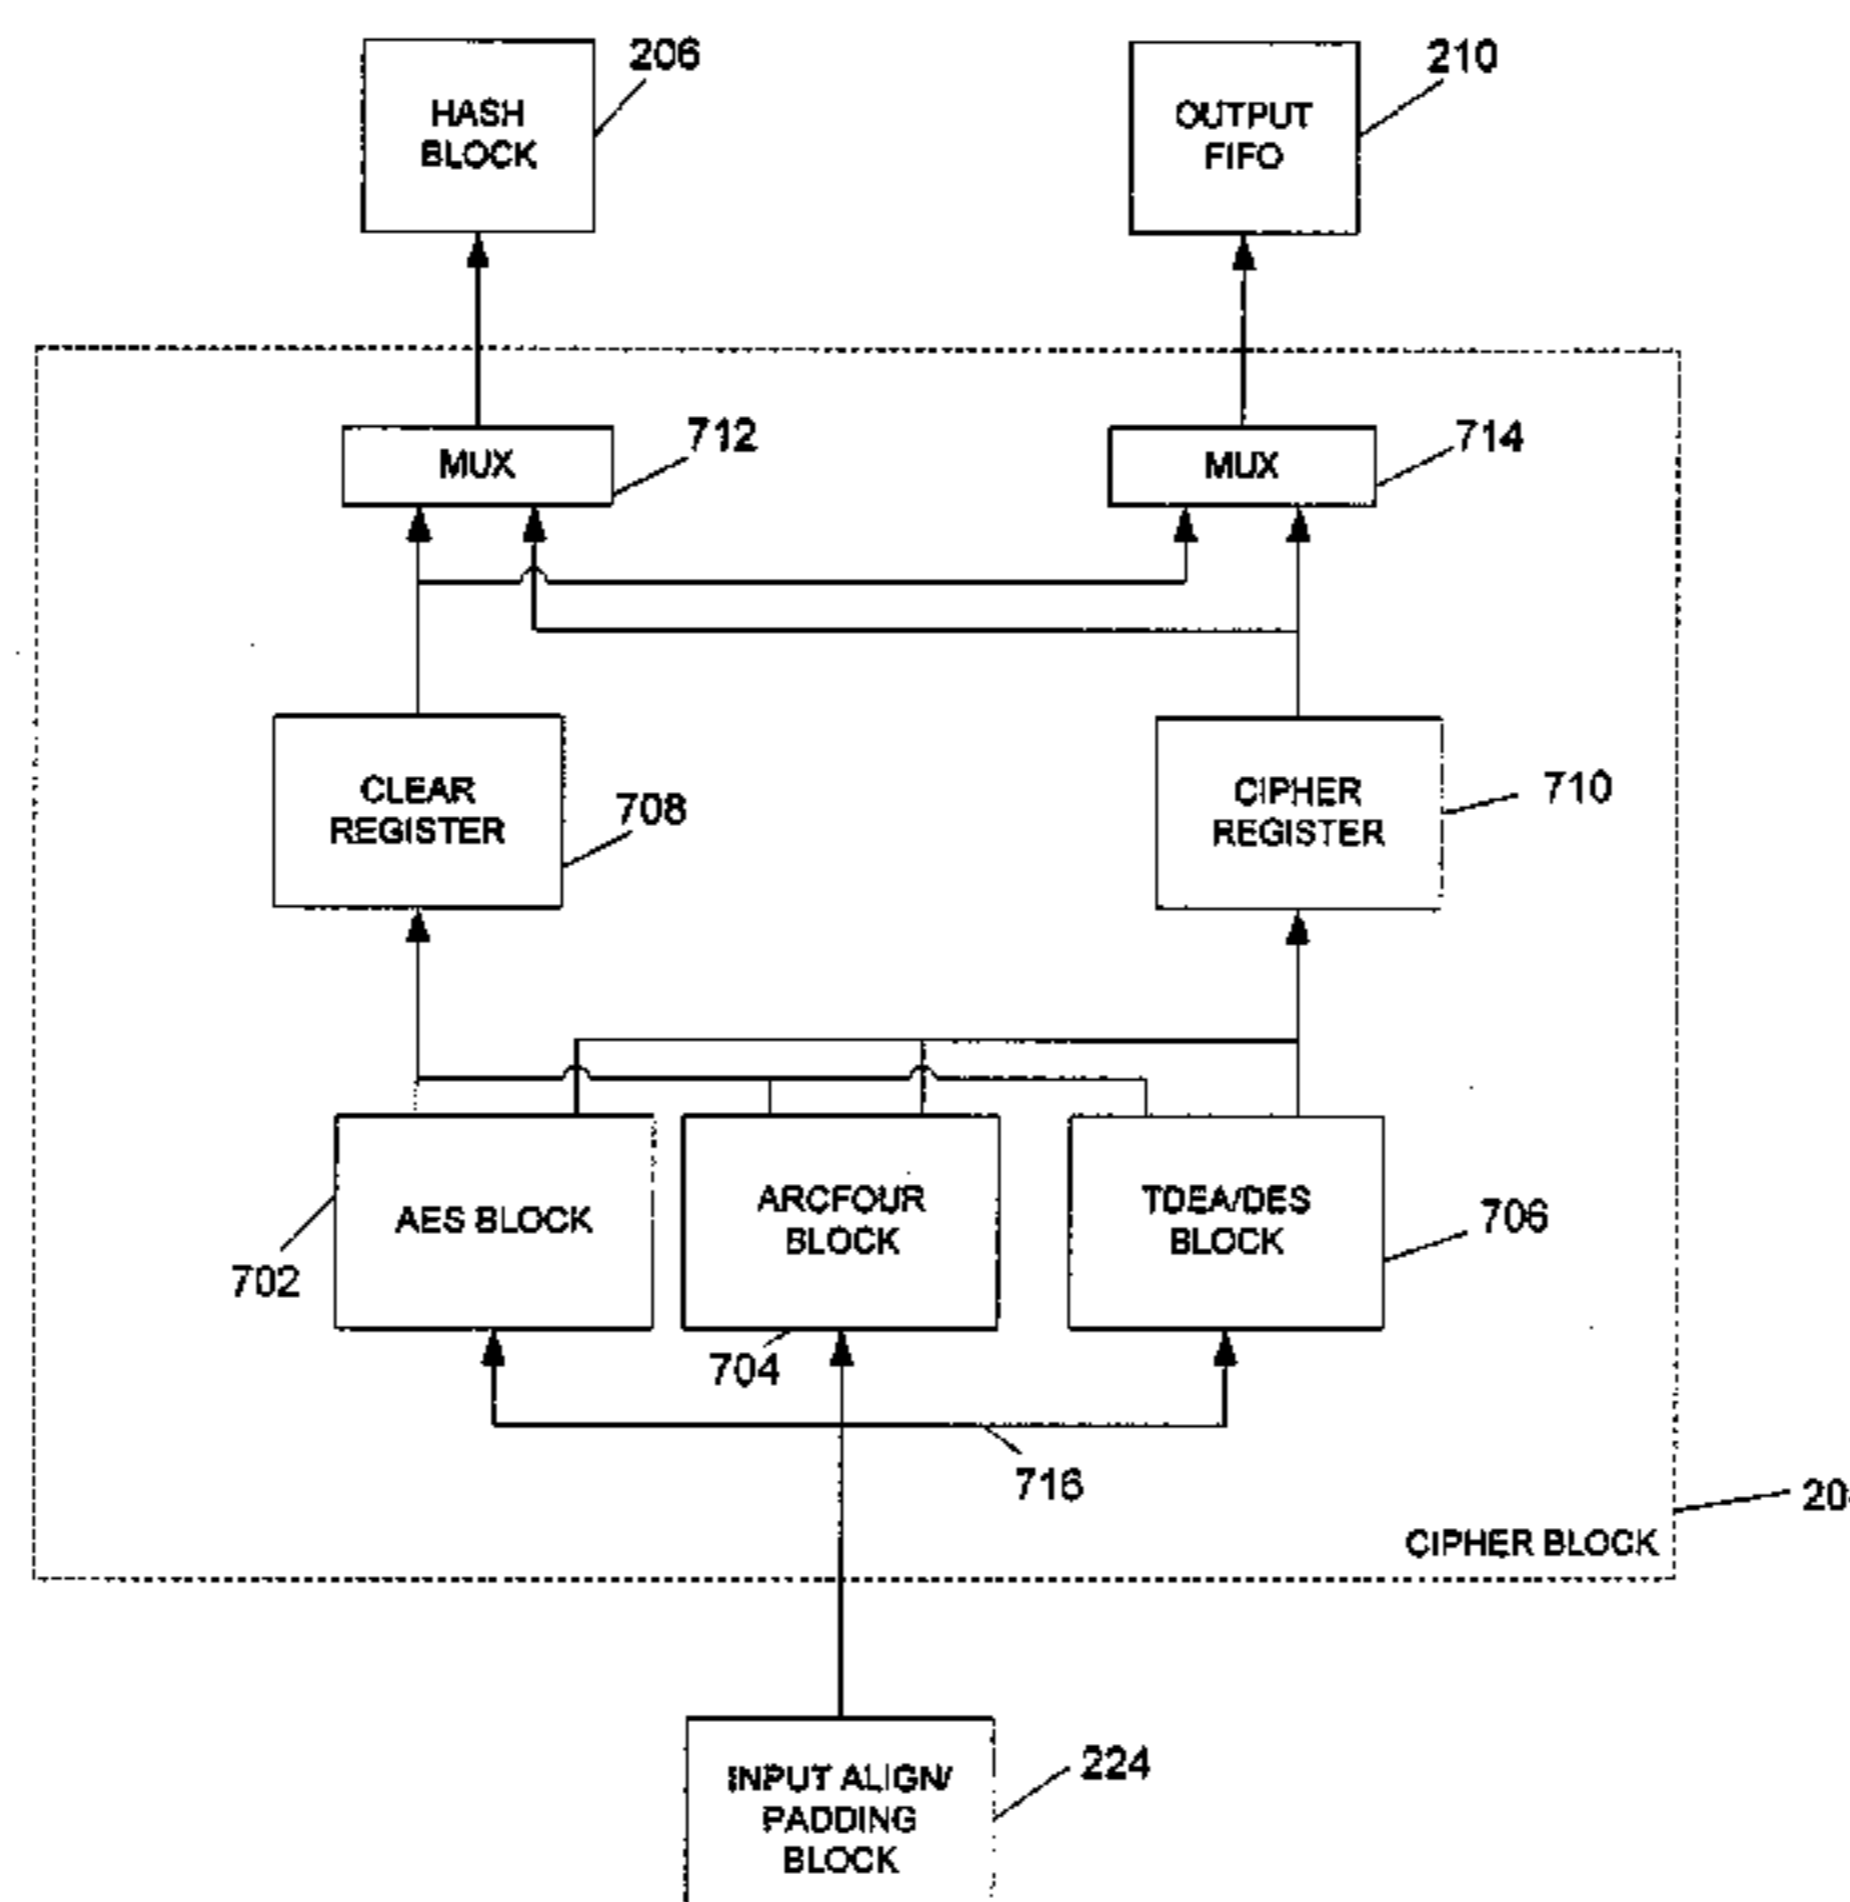 206
210
HASH
BLOCK
OUTPUT
FIFO
712
714
MUX
MUX
CLEAR
REGISTER
708
CIPHER
REGISTER
710
AES BLOCK
ARCFOUR
BLOCK
TDEA/DES
BLOCK
706
702
704
716
CIPHER BLOCK
224
INPUT ALIGN/
PADDING
BLOCK